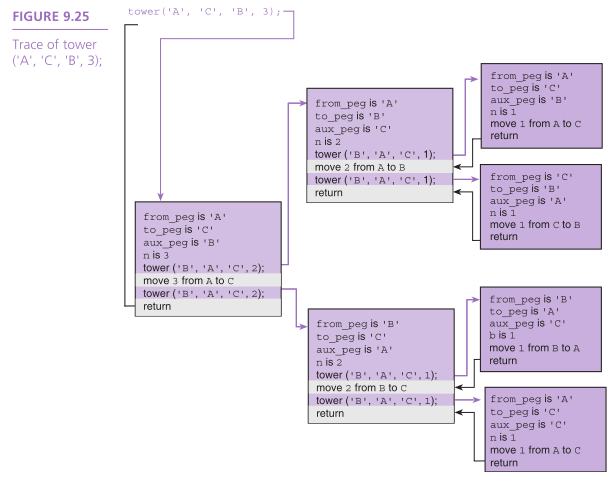 FIGURE 9.25
Trace of tower
('A', 'C', 'B', 3);
tower('A', 'C', 'B', 3);
from_peg is 'A'
to_peg is 'C'
aux_peg is 'B'
n is 3
tower ('B', 'A', 'C', 2);
move 3 from A to C
tower ('B', 'A', 'C', 2);
return
from_peg is 'A'
to_peg is 'B'
aux_peg is 'C'
n is 2
tower ('B', 'A', 'C', 1);
move 2 from A to B
tower ('B', 'A', 'C', 1);
return
from_peg is 'A'
to_peg is 'C'
aux_peg is 'B'
n is 1
move 1 from A to C
return
from_peg is 'C'
to_peg is 'B'
aux_peg is 'A'
n is 1
move 1 from C to B
return
from_peg is 'B'
to_peg is 'C'
aux_peg is 'A'
n is 2
tower ('B', 'A', 'C', 1);
move 2 from B to C
tower ('B', 'A', 'C', 1);
return
from_peg is 'B'
to_peg is 'A'
aux_peg is 'C'
b is 1
move 1 from B to A
return
from_peg is 'A'
to_peg is 'C'
aux_peg is 'C'
n is 1
move 1 from A to C
return